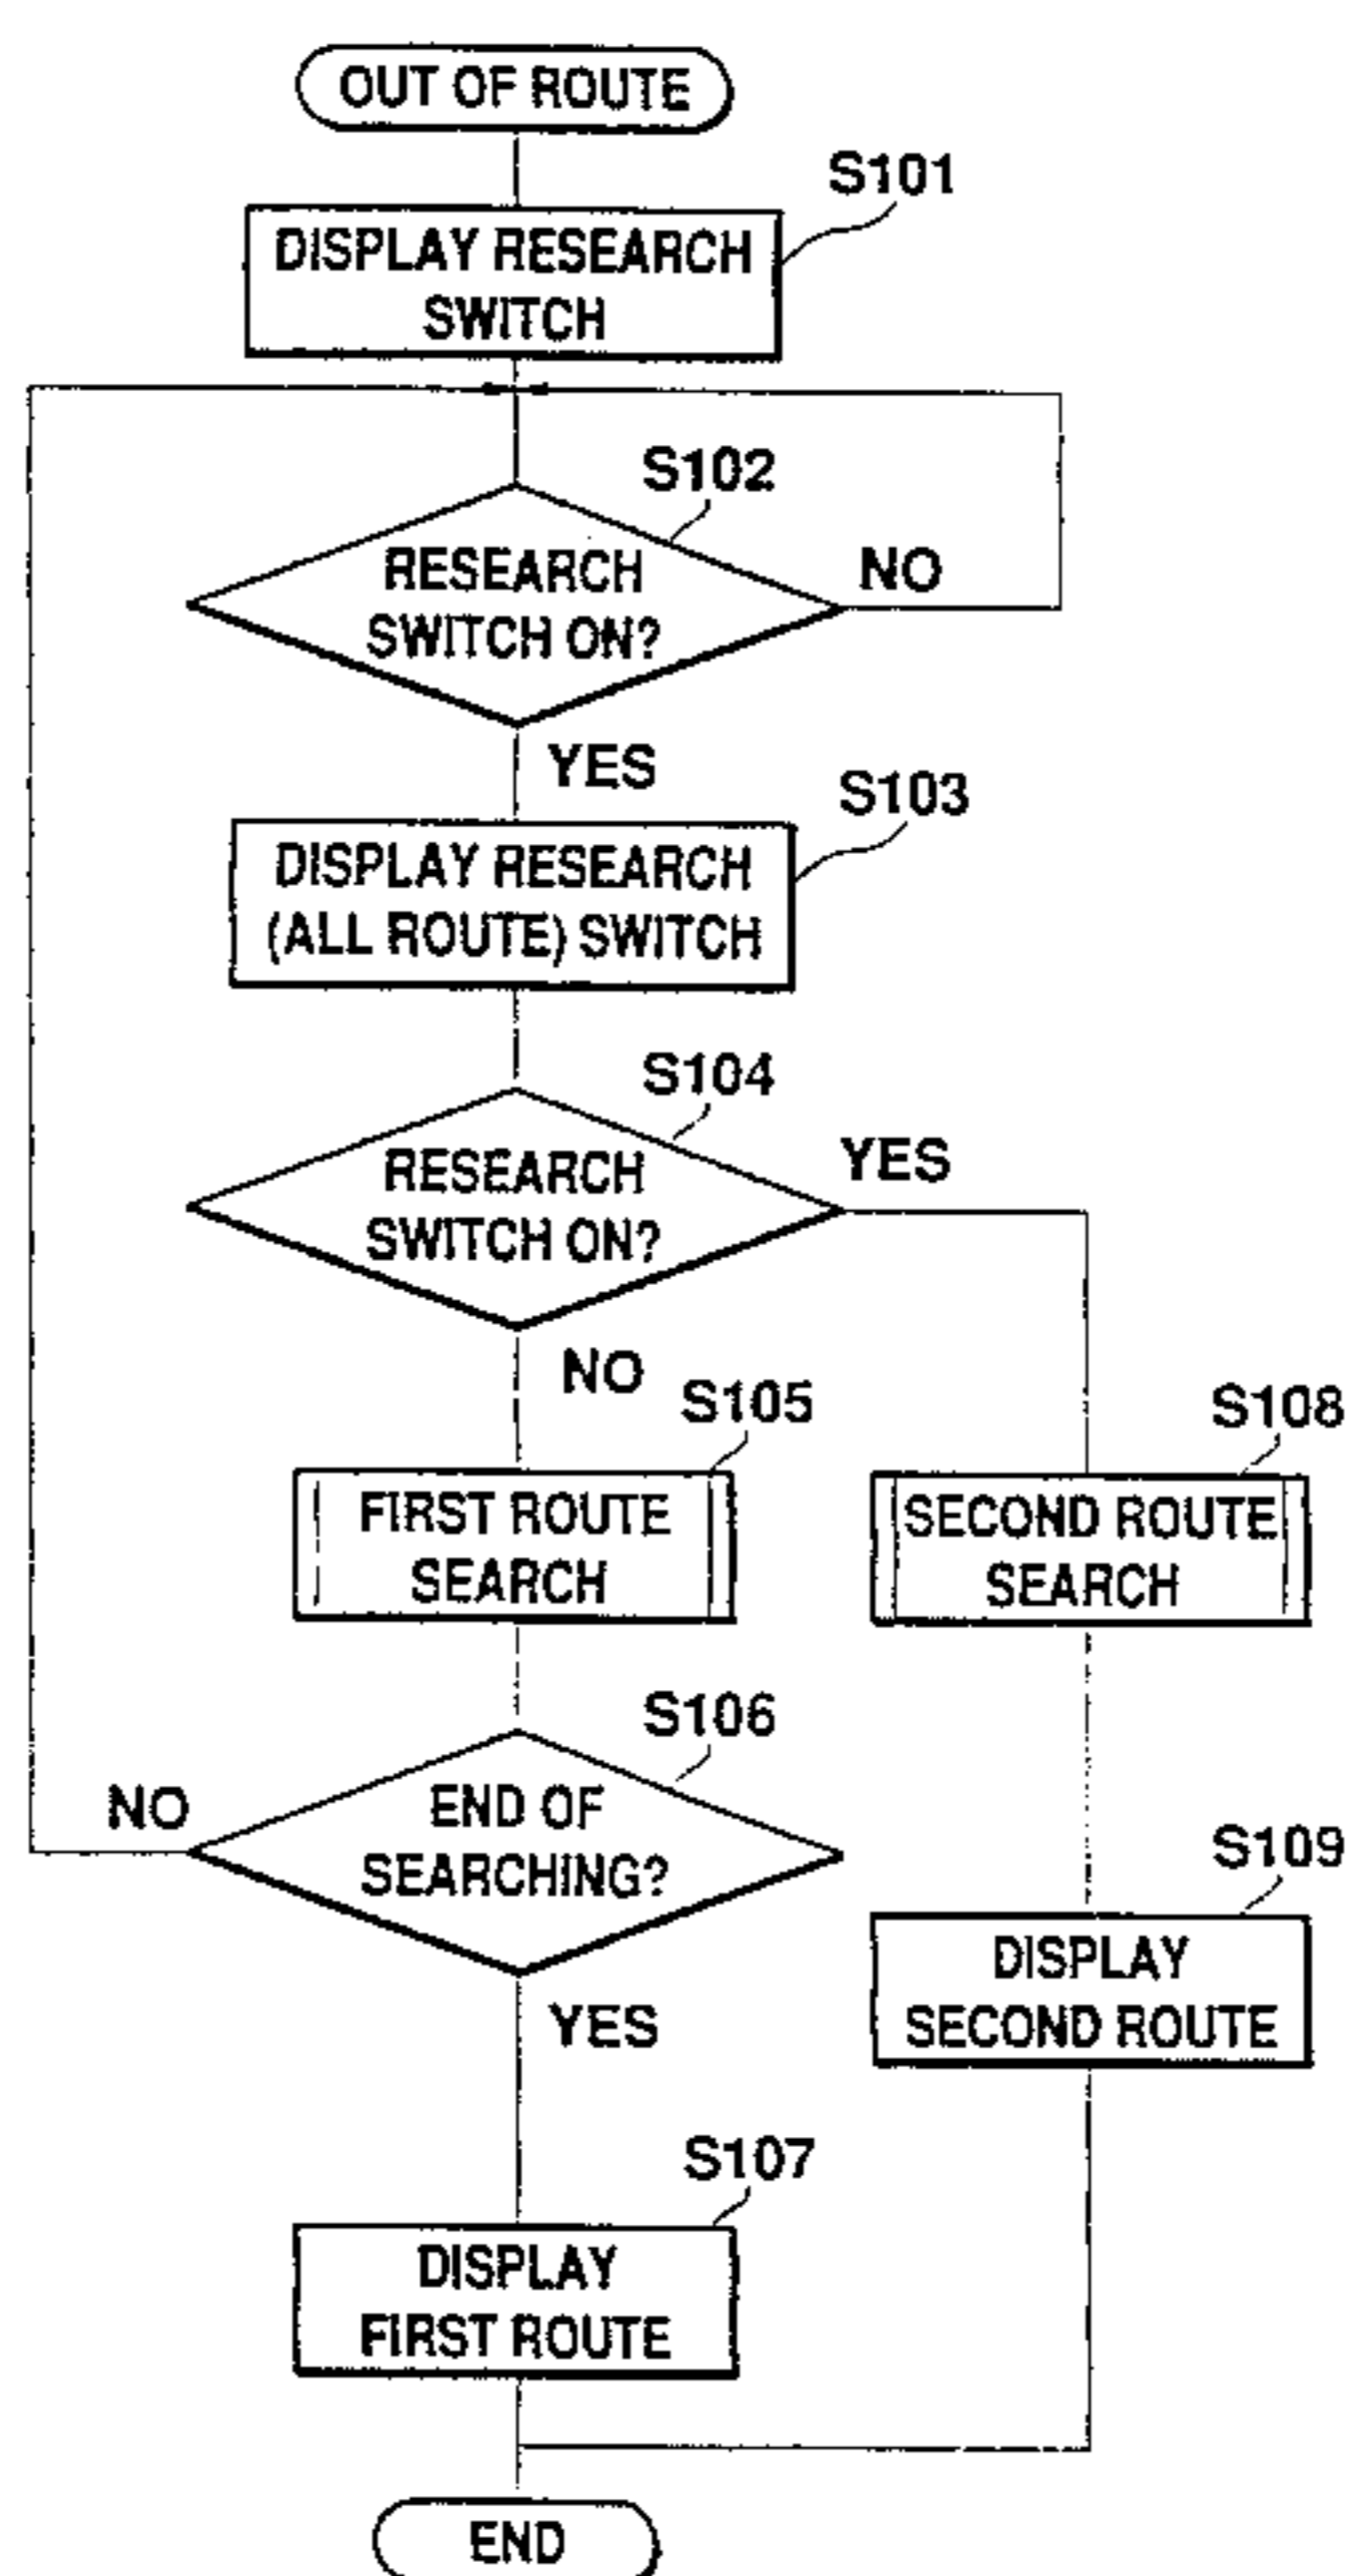 OUT OF ROUTE
S101
DISPLAY RESEARCH
SWITCH
S102
RESEARCH
SWITCH ON?
NO
YES
S103
DISPLAY RESEARCH
(ALL ROUTE) SWITCH
S104
RESEARCH
SWITCH ON?
YES
NO
S105
FIRST ROUTE
SEARCH
S108
SECOND ROUTE
SEARCH
S106
END OF
SEARCHING?
NO
YES
S109
DISPLAY
SECOND ROUTE
S107
DISPLAY
FIRST ROUTE
END